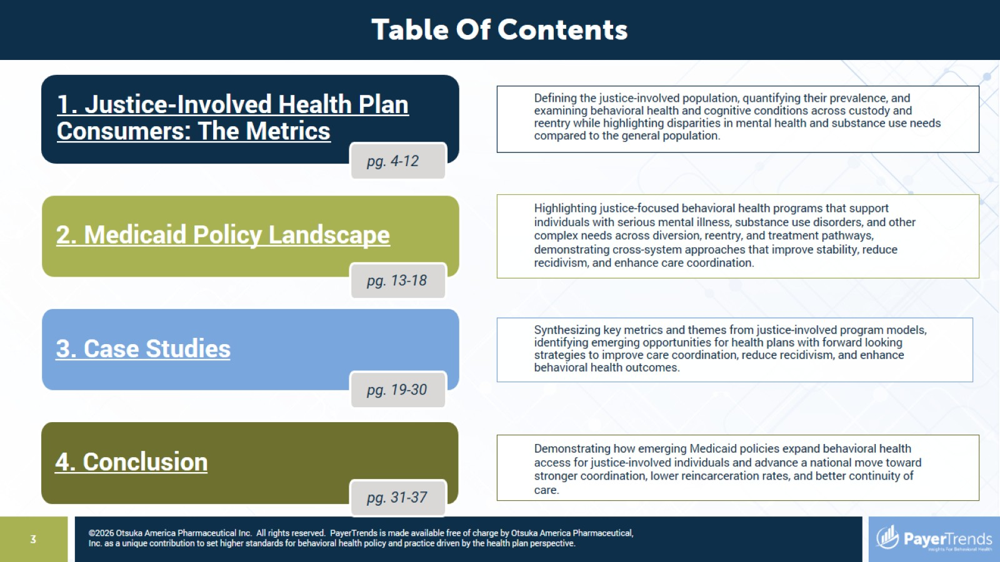 Table Of Contents
1. Justice-Involved Health Plan
Consumers: The Metrics
pg. 4-12
Defining the justice-involved population, quantifying their prevalence, and
examining behavioral health and cognitive conditions across custody and
reentry while highlighting disparities in mental health and substance use needs
compared to the general population.
2. Medicaid Policy Landscape
pg. 13-18
Highlighting justice-focused behavioral health programs that support
individuals with serious mental illness, substance use disorders, and other
complex needs across diversion, reentry, and treatment pathways,
demonstrating cross-system approaches that improve stability, reduce
recidivism, and enhance care coordination.
3. Case Studies
pg. 19-30
Synthesizing key metrics and themes from justice-involved program models,
identifying emerging opportunities for health plans with forward looking
strategies to improve care coordination, reduce recidivism, and enhance
behavioral health outcomes.
4. Conclusion
pg. 31-37
Demonstrating how emerging Medicaid policies expand behavioral health
access for justice-involved individuals and advance a national move toward
stronger coordination, lower reincarceration rates, and better continuity of
care.
3
©2026 Otsuka America Pharmaceutical Inc. All rights reserved. PayerTrends is made available free of charge by Otsuka America Pharmaceutical,
Inc. as a unique contribution to set higher standards for behavioral health policy and practice driven by the health plan perspective.
PayerTrends
Insights For Behavioral Health